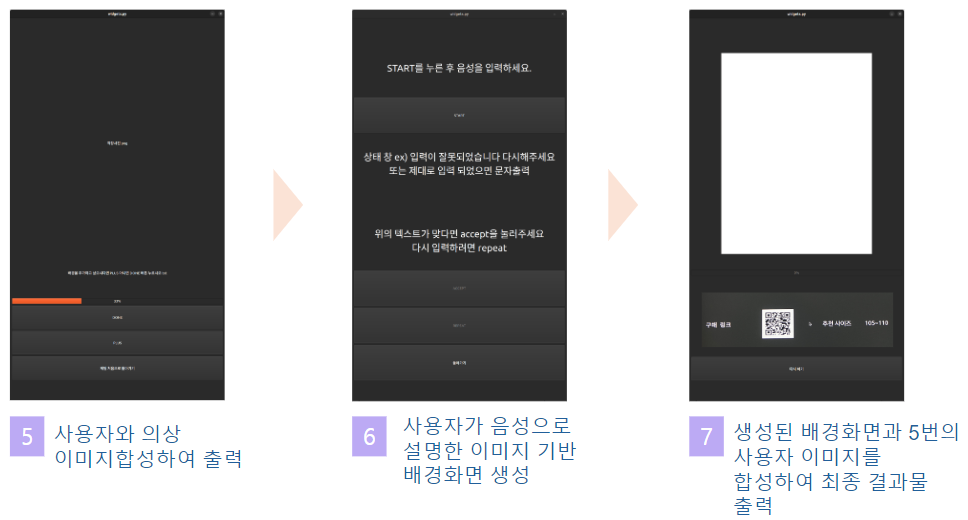 widgets.py
START를 누른 후 음성을 입력하세요.
START
상태 창 ex) 입력이 잘못되었습니다 다시해주세요
또는 제대로 입력 되었으면 문자출력
위의 텍스트가 맞다면 accept을 눌러주세요
다시 입력하려면 repeat
ACCEPT
REPEAT
widgets.py
구매 링크
추천 사이즈
105~110
5
사용자와 의상
이미지합성하여 출력
6
사용자가 음성으로
설명한 이미지 기반
배경화면 생성
7
생성된 배경화면과 5번의
사용자 이미지를
합성하여 최종 결과물
출력